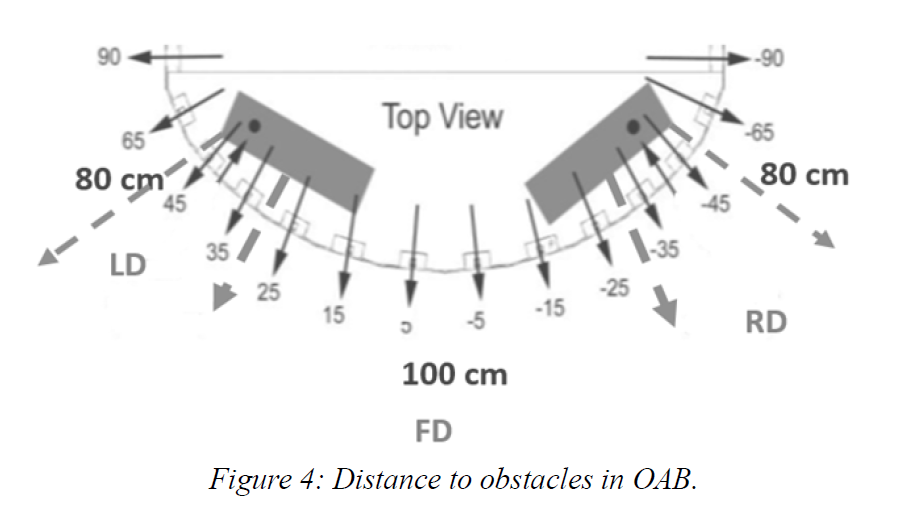 90
-90
Top View
65
-65
80 cm
80 cm
45
-45
35
-35
LD
25
-25
RD
15
-15
5
-5
100 cm
FD
Figure 4: Distance to obstacles in OAB.